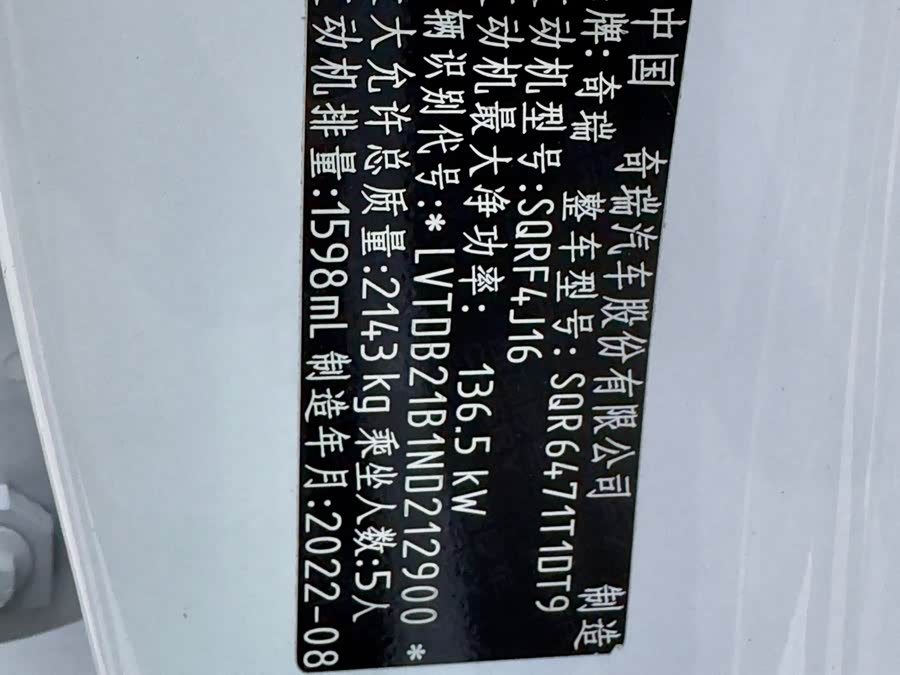 中国 奇瑞汽车股份有限公司 制造
牌:奇瑞 整车型号:SQR6471T1DT9
动机型号:SQRF4J16
动机最大净功率: 136.5 kW
辆识别代号:* LVTDB21B1ND212900 *
大允许总质量:2143kg 乘坐人数:5人
动机排量:1598mL 制造年月:2022-08